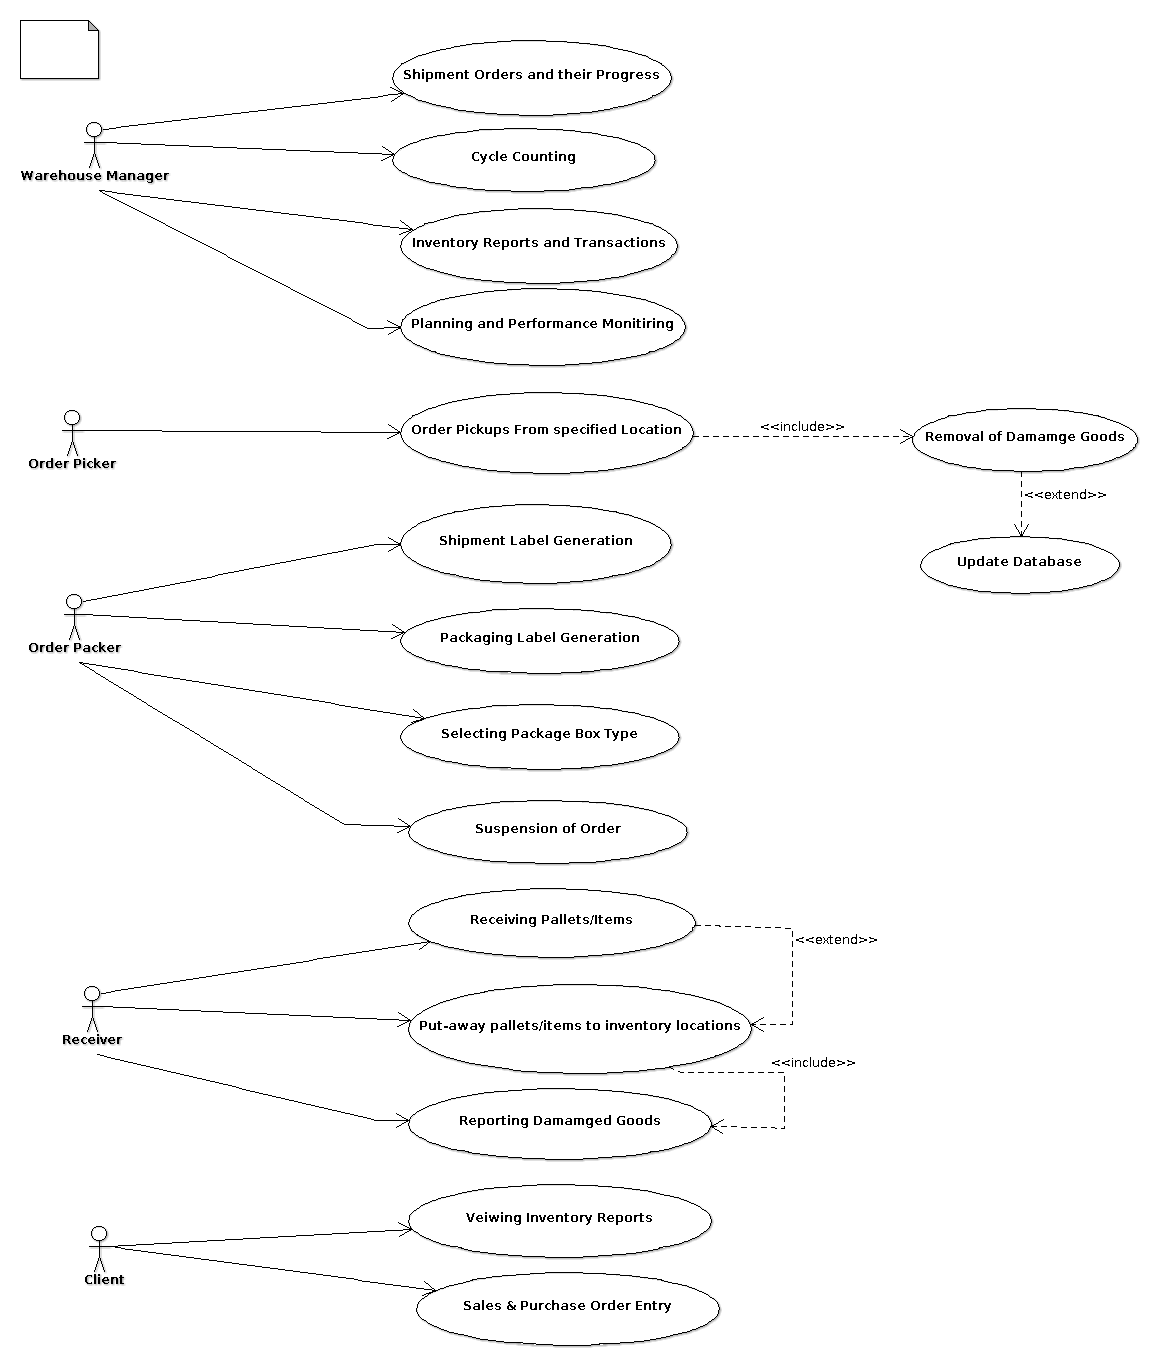 Shipment Orders and their Progress
Cycle Counting
Warehouse Manager
Inventory Reports and Transactions
Planning and Performance Monitiring
Order Pickups From specified Location
<<include>>
Removal of Damamge Goods
Order Picker
<<extend>>
Shipment Label Generation
Update Database
Packaging Label Generation
Order Packer
Selecting Package Box Type
Suspension of Order
Receiving Pallets/Items
<<extend>>
Put-away pallets/items to inventory locations
Receiver
<<include>>
Reporting Damamged Goods
Veiwing Inventory Reports
Client
Sales & Purchase Order Entry